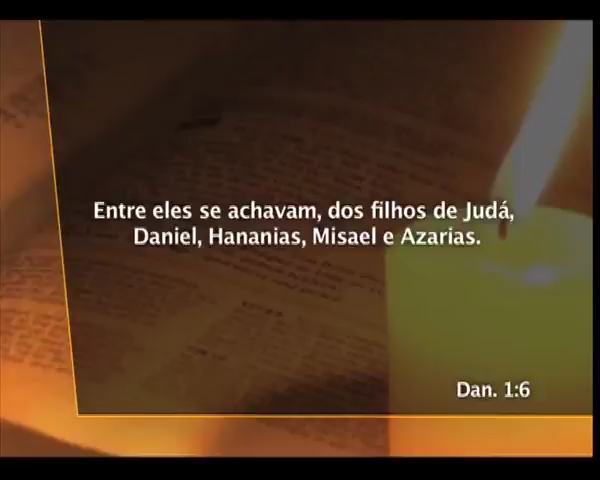 Entre eles se achavam, dos filhos de Judá,
Daniel, Hananias, Misael e Azarias.
Dan. 1:6